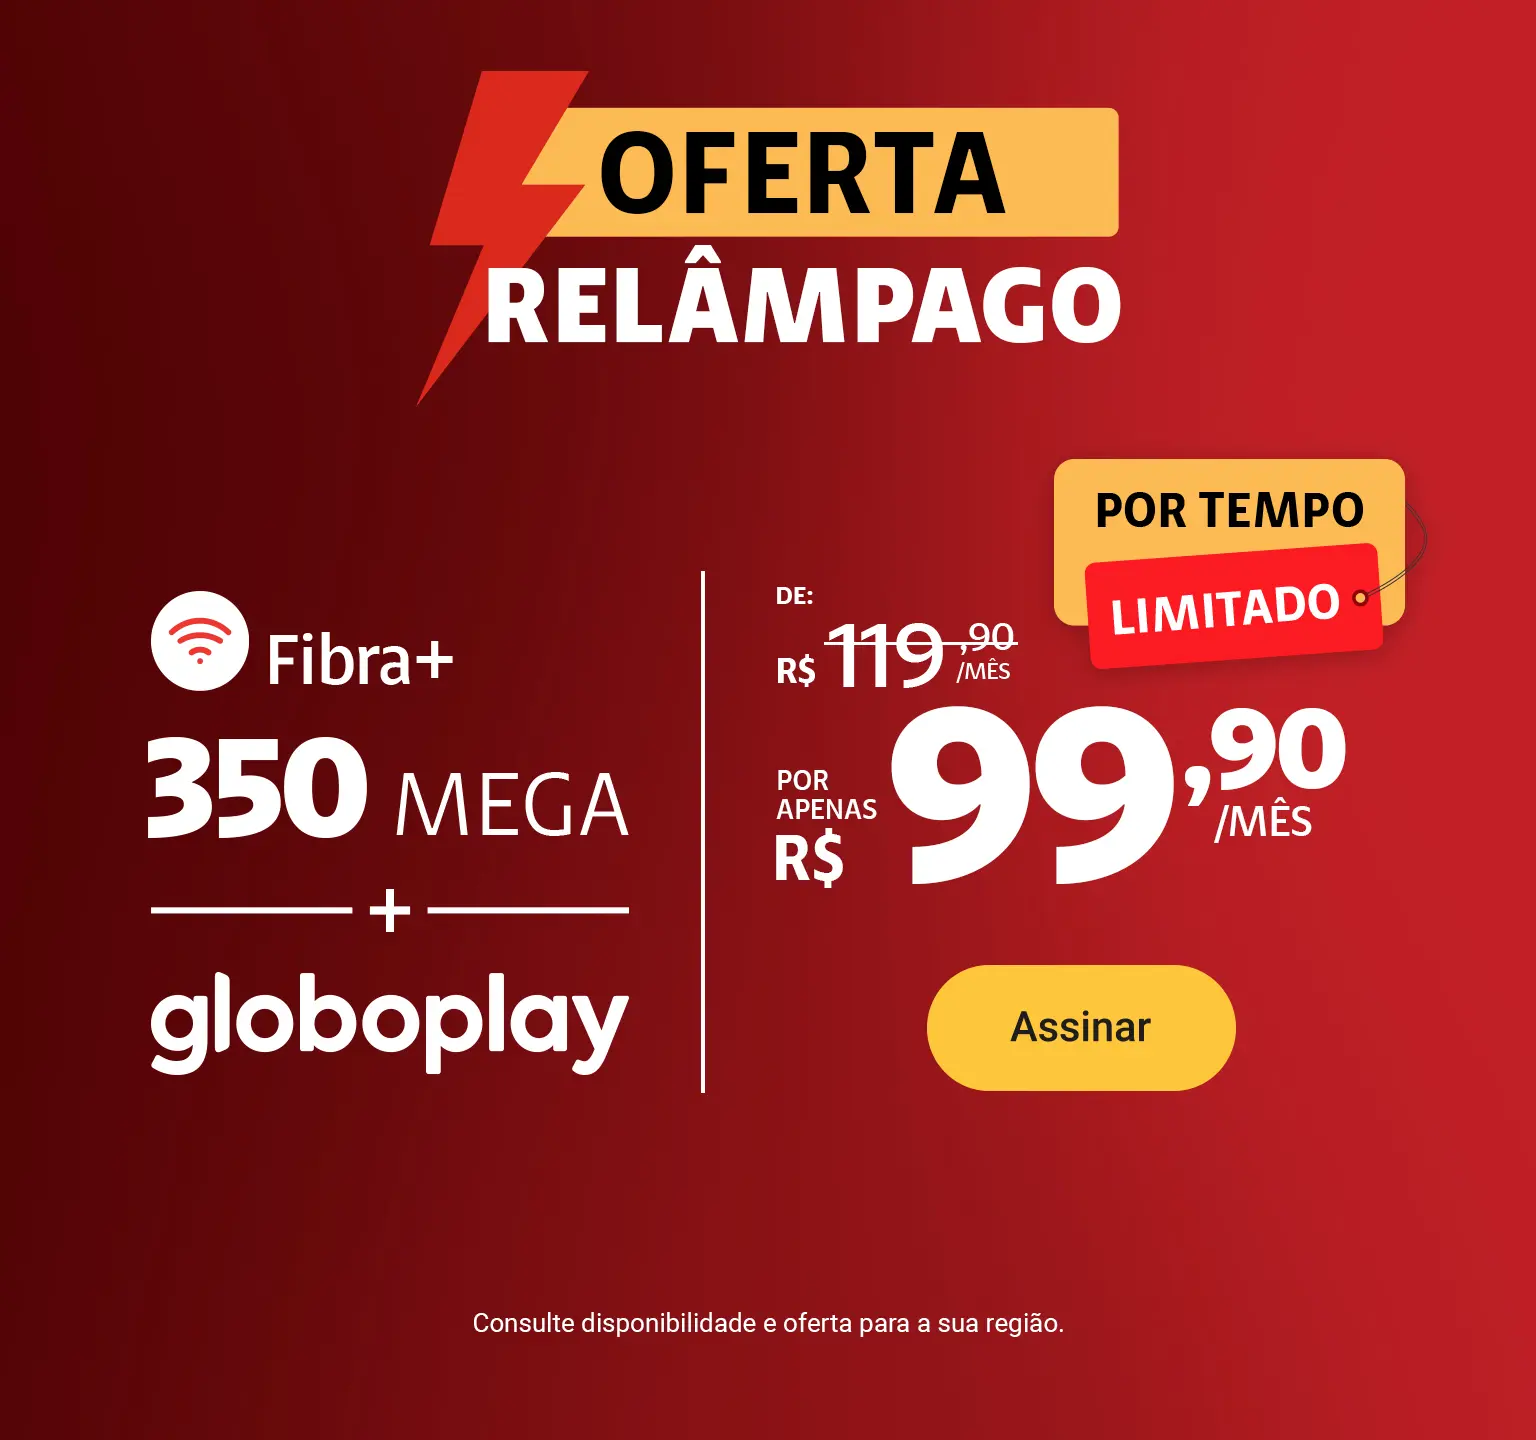 OFERTA
RELÂMPAGO
Fibra+
350 MEGA
+
globoplay
POR TEMPO
LIMITADO
DE:
R$ 119,90
/MÊS
POR
APENAS
R$ 99,90
/MÊS
Assinar
Consulte disponibilidade e oferta para a sua região.